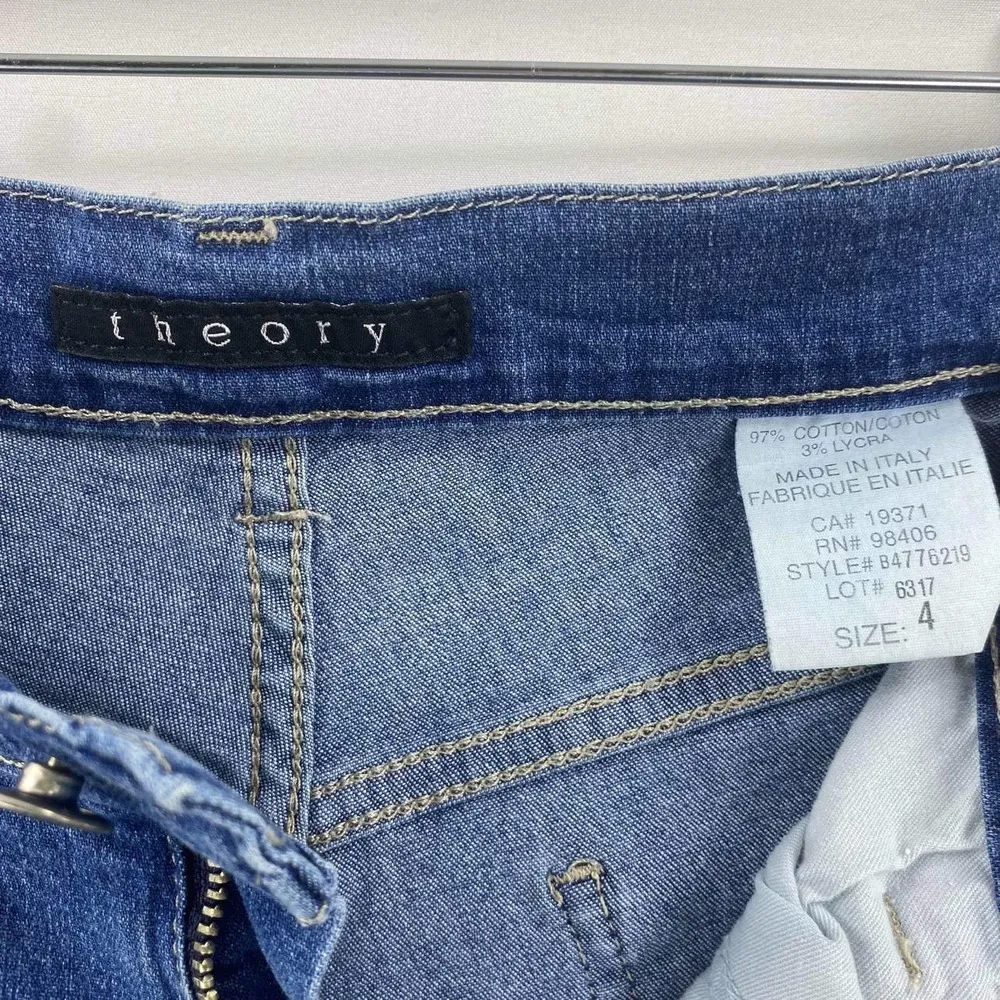 theory
97% COTTON/COTON
3% LYCRA
MADE IN ITALY
FABRIQUE EN ITALIE
CA# 19371
RN# 98406
STYLE# B4776219
LOT# 6317
SIZE: 4